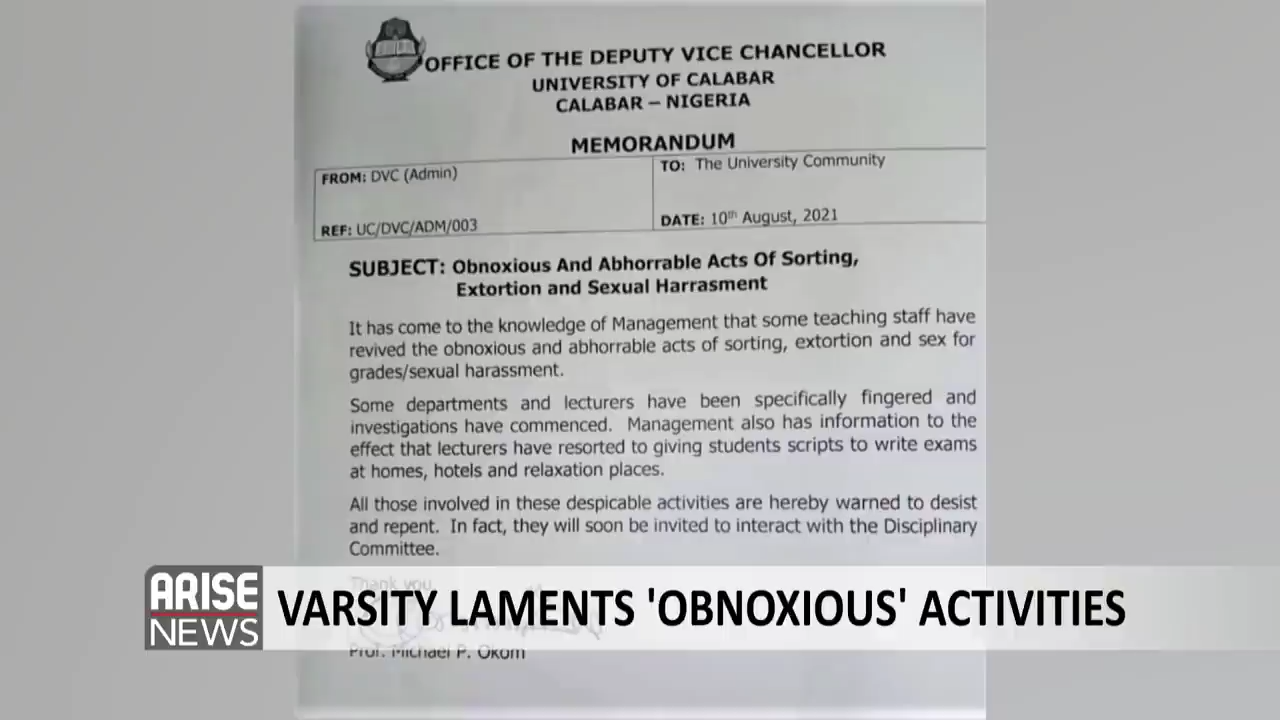 OFFICE OF THE DEPUTY VICE CHANCELLOR
UNIVERSITY OF CALABAR
CALABAR – NIGERIA
MEMORANDUM
FROM: DVC (Admin)
TO: The University Community
REF: UC/DVC/ADM/003
DATE: 10th August, 2021
SUBJECT: Obnoxious And Abhorrable Acts Of Sorting,
Extortion and Sexual Harrasment
It has come to the knowledge of Management that some teaching staff have
revived the obnoxious and abhorrable acts of sorting, extortion and sex for
grades/sexual harassment.
Some departments and lecturers have been specifically fingered and
investigations have commenced. Management also has information to the
effect that lecturers have resorted to giving students scripts to write exams
at homes, hotels and relaxation places.
All those involved in these despicable activities are hereby warned to desist
and repent. In fact, they will soon be invited to interact with the Disciplinary
Committee.
Thank you
ARISE
NEWS
VARSITY LAMENTS 'OBNOXIOUS' ACTIVITIES
Prof. Michael P. Okom